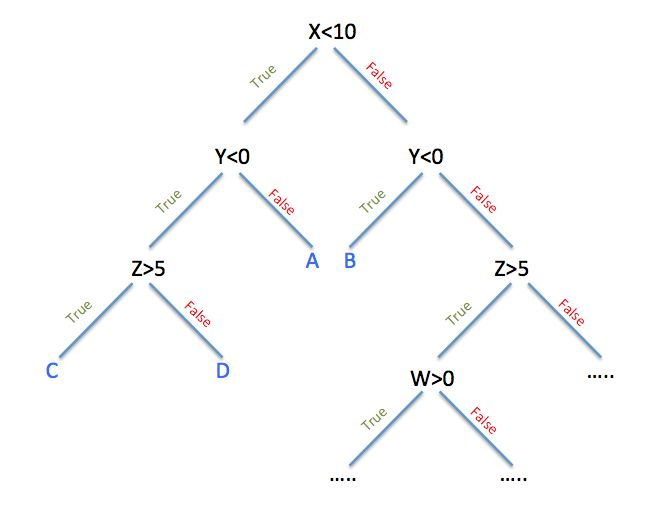 X<10
True
False
Y<0
Y<0
True
False
True
False
A
B
Z>5
Z>5
True
False
True
False
C
D
W>0
.....
True
False
.....
.....